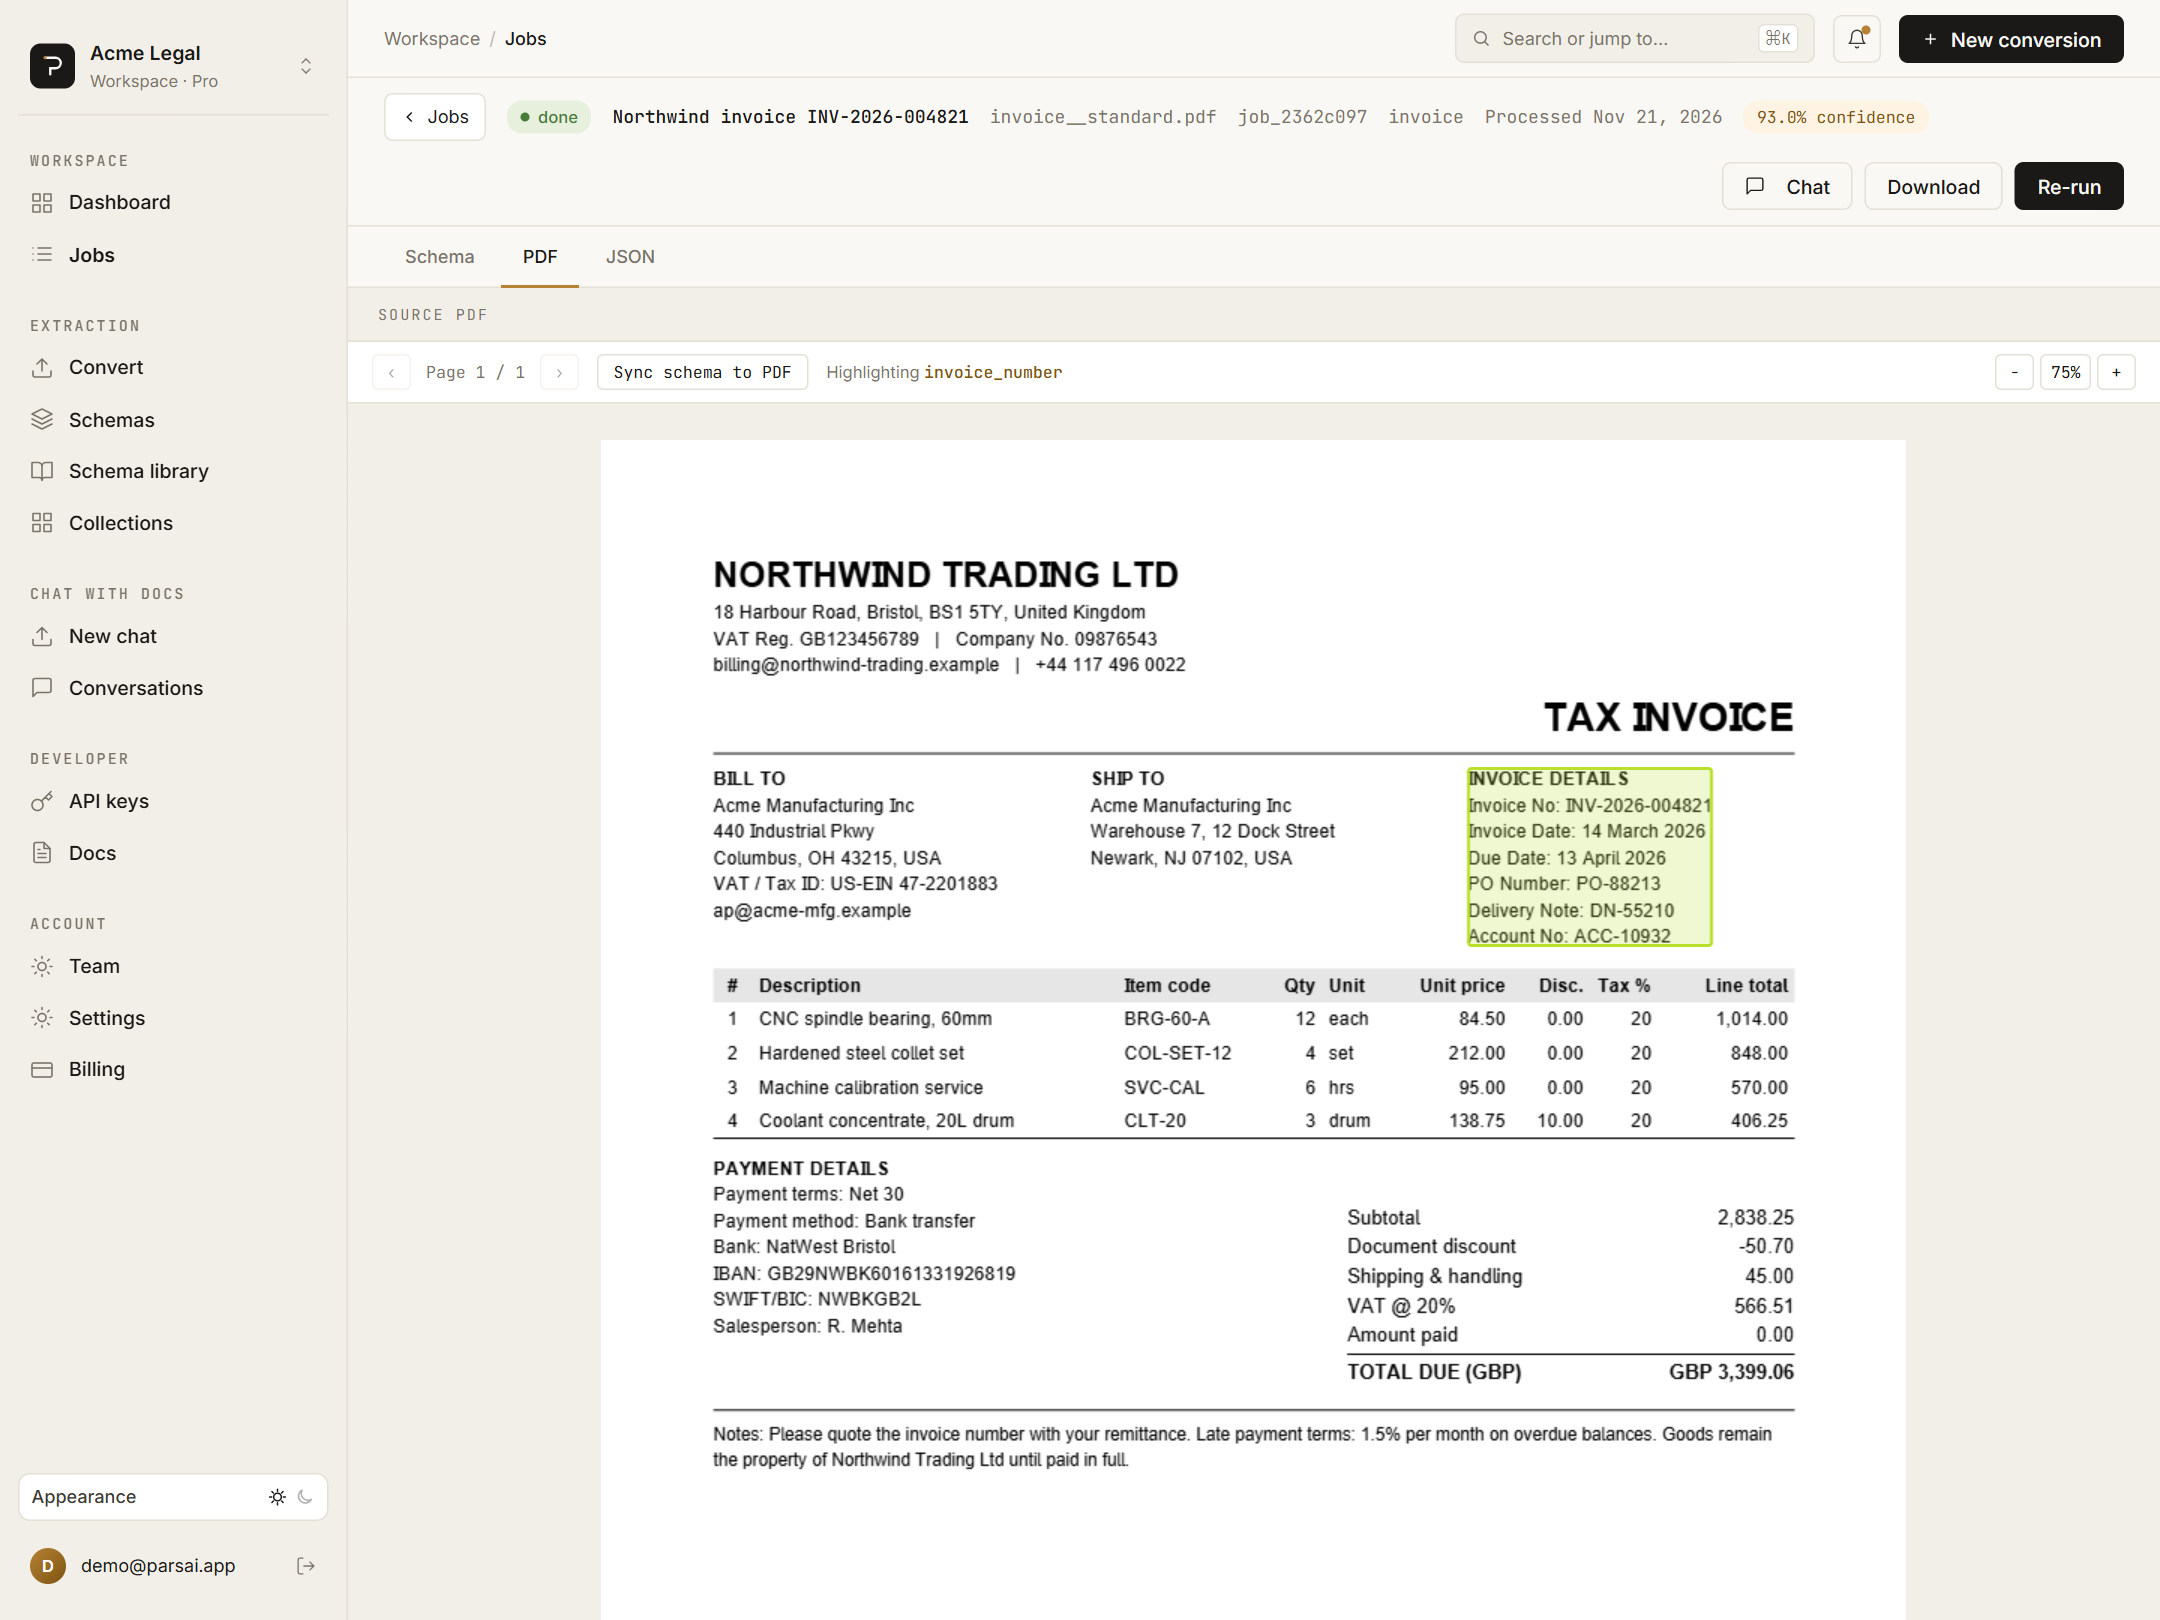 Acme Legal
Workspace · Pro
WORKSPACE
Dashboard
Jobs
EXTRACTION
Convert
Schemas
Schema library
Collections
CHAT WITH DOCS
New chat
Conversations
DEVELOPER
API keys
Docs
ACCOUNT
Team
Settings
Billing
Appearance
D demo@parsai.app
Workspace / Jobs
Search or jump to... ⌘K
+ New conversion
‹ Jobs
done
Northwind invoice INV-2026-004821 invoice__standard.pdf job_2362c097 invoice Processed Nov 21, 2026 93.0% confidence
Chat
Download
Re-run
Schema PDF JSON
SOURCE PDF
‹ Page 1 / 1 › Sync schema to PDF Highlighting invoice_number - 75% +
NORTHWIND TRADING LTD
18 Harbour Road, Bristol, BS1 5TY, United Kingdom
VAT Reg. GB123456789 | Company No. 09876543
billing@northwind-trading.example | +44 117 496 0022
TAX INVOICE
BILL TO
Acme Manufacturing Inc
440 Industrial Pkwy
Columbus, OH 43215, USA
VAT / Tax ID: US-EIN 47-2201883
ap@acme-mfg.example
SHIP TO
Acme Manufacturing Inc
Warehouse 7, 12 Dock Street
Newark, NJ 07102, USA
INVOICE DETAILS
Invoice No: INV-2026-004821
Invoice Date: 14 March 2026
Due Date: 13 April 2026
PO Number: PO-88213
Delivery Note: DN-55210
Account No: ACC-10932
# Description Item code Qty Unit Unit price Disc. Tax % Line total
1 CNC spindle bearing, 60mm BRG-60-A 12 each 84.50 0.00 20 1,014.00
2 Hardened steel collet set COL-SET-12 4 set 212.00 0.00 20 848.00
3 Machine calibration service SVC-CAL 6 hrs 95.00 0.00 20 570.00
4 Coolant concentrate, 20L drum CLT-20 3 drum 138.75 10.00 20 406.25
PAYMENT DETAILS
Payment terms: Net 30
Payment method: Bank transfer
Bank: NatWest Bristol
IBAN: GB29NWBK60161331926819
SWIFT/BIC: NWBKGB2L
Salesperson: R. Mehta
Subtotal 2,838.25
Document discount -50.70
Shipping & handling 45.00
VAT @ 20% 566.51
Amount paid 0.00
TOTAL DUE (GBP) GBP 3,399.06
Notes: Please quote the invoice number with your remittance. Late payment terms: 1.5% per month on overdue balances. Goods remain
the property of Northwind Trading Ltd until paid in full.